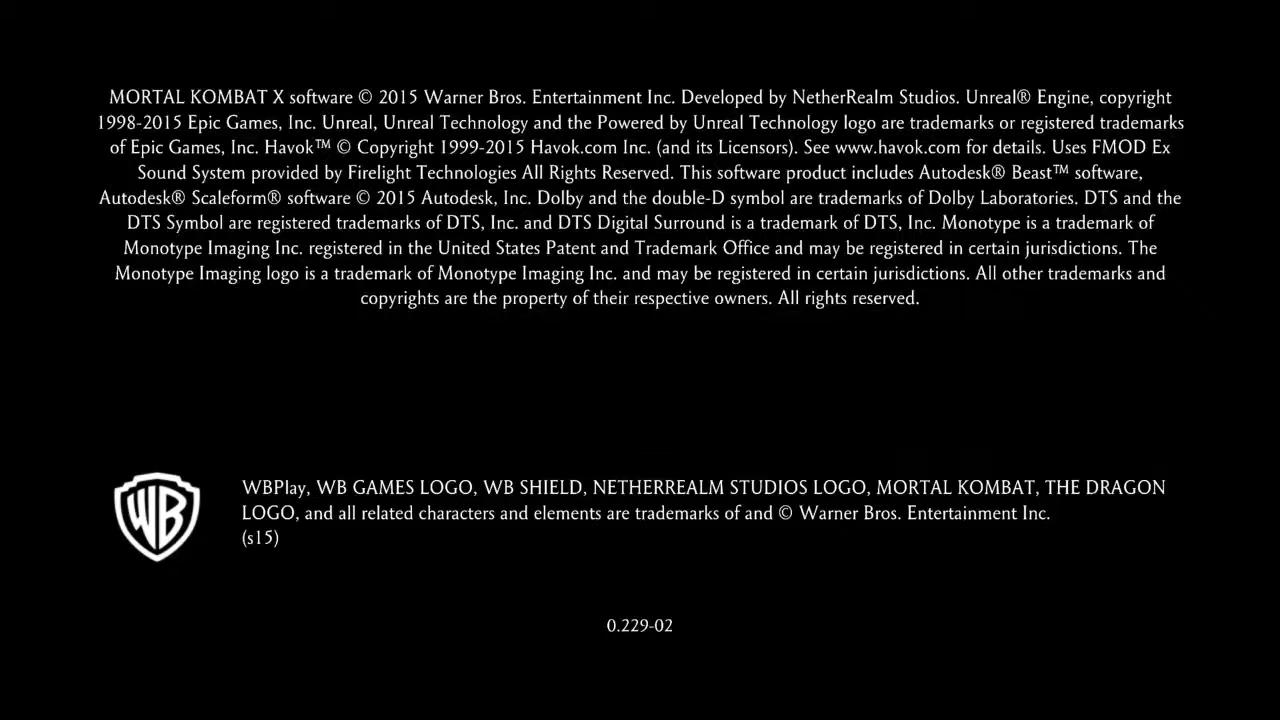 MORTAL KOMBAT X software © 2015 Warner Bros. Entertainment Inc. Developed by NetherRealm Studios. Unreal® Engine, copyright
1998-2015 Epic Games, Inc. Unreal, Unreal Technology and the Powered by Unreal Technology logo are trademarks or registered trademarks
of Epic Games, Inc. Havok™ © Copyright 1999-2015 Havok.com Inc. (and its Licensors). See www.havok.com for details. Uses FMOD Ex
Sound System provided by Firelight Technologies All Rights Reserved. This software product includes Autodesk® Beast™ software,
Autodesk® Scaleform® software © 2015 Autodesk, Inc. Dolby and the double-D symbol are trademarks of Dolby Laboratories. DTS and the
DTS Symbol are registered trademarks of DTS, Inc. and DTS Digital Surround is a trademark of DTS, Inc. Monotype is a trademark of
Monotype Imaging Inc. registered in the United States Patent and Trademark Office and may be registered in certain jurisdictions. The
Monotype Imaging logo is a trademark of Monotype Imaging Inc. and may be registered in certain jurisdictions. All other trademarks and
copyrights are the property of their respective owners. All rights reserved.
WB
WBPlay, WB GAMES LOGO, WB SHIELD, NETHERREALM STUDIOS LOGO, MORTAL KOMBAT, THE DRAGON
LOGO, and all related characters and elements are trademarks of and © Warner Bros. Entertainment Inc.
(s15)
0.229-02